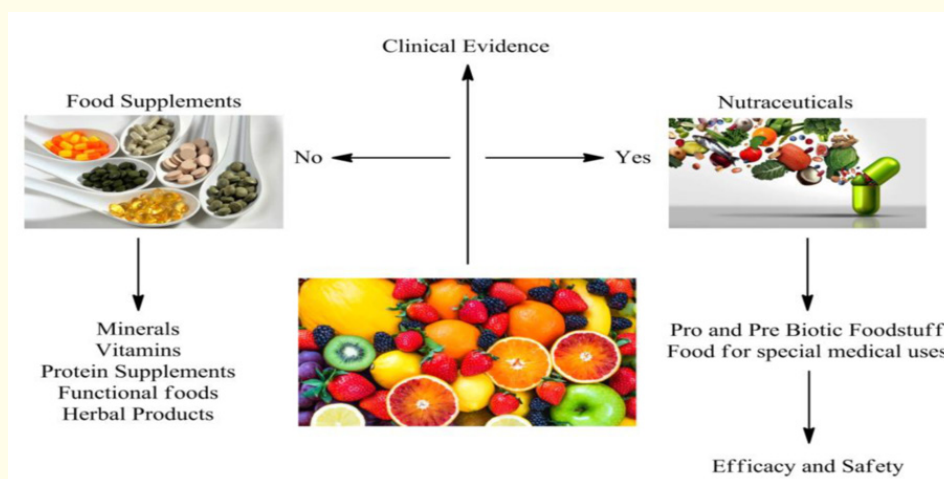 Clinical Evidence
Food Supplements
Nutraceuticals
No
Yes
Minerals
Vitamins
Protein Supplements
Functional foods
Herbal Products
Pro and Pre Biotic Foodstuff
Food for special medical uses
Efficacy and Safety